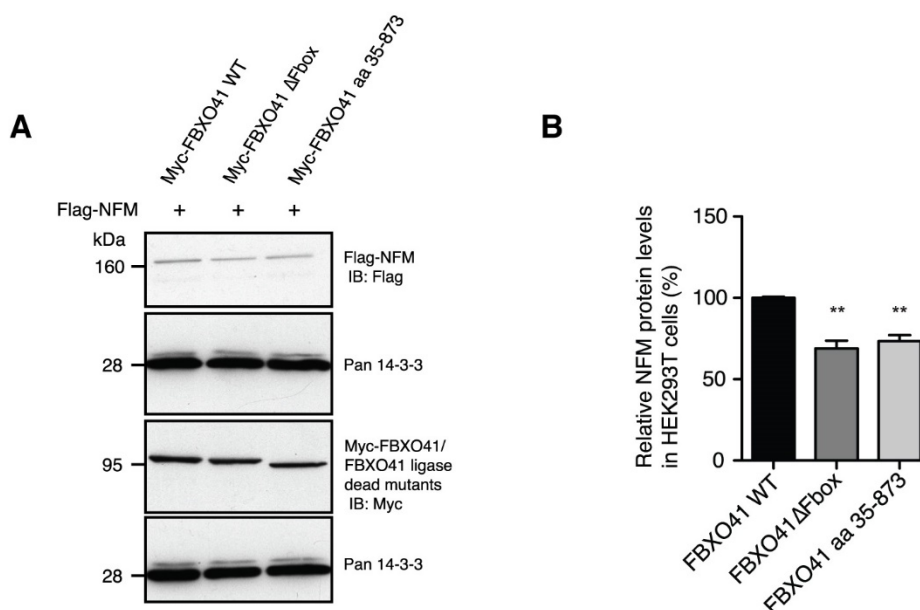 A
Myc-FBXO41 WT
Myc-FBXO41 ΔFbox
Myc-FBXO41 aa 35-873
Flag-NFM + + +
kDa
160
Flag-NFM
IB: Flag
28
Pan 14-3-3
95
Myc-FBXO41/
FBXO41 ligase
dead mutants
IB: Myc
28
Pan 14-3-3
B
Relative NFM protein levels
in HEK293T cells (%)
150
100
50
0
** **
FBXO41 WT
FBXO41ΔFbox
FBXO41 aa 35-873